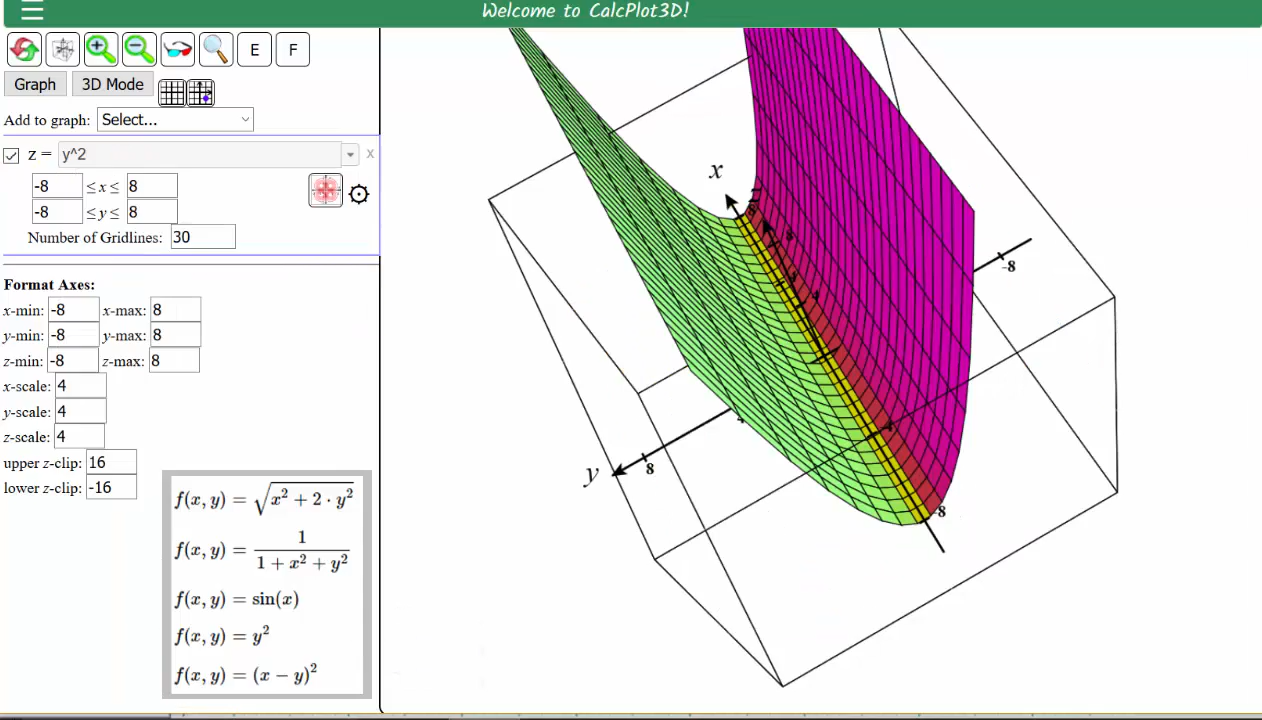 Welcome to CalcPlot3D!
E F
Graph 3D Mode
Add to graph: Select...
z = y^2 x
-8 ≤ x ≤ 8
-8 ≤ y ≤ 8
Number of Gridlines: 30
Format Axes:
x-min: -8 x-max: 8
y-min: -8 y-max: 8
z-min: -8 z-max: 8
x-scale: 4
y-scale: 4
z-scale: 4
upper z-clip: 16
lower z-clip: -16
f(x, y) = √(x² + 2 · y²)
f(x, y) = 1/(1 + x² + y²)
f(x, y) = sin(x)
f(x, y) = y²
f(x, y) = (x − y)²
x
8
4
-8
-4
y 8
-8